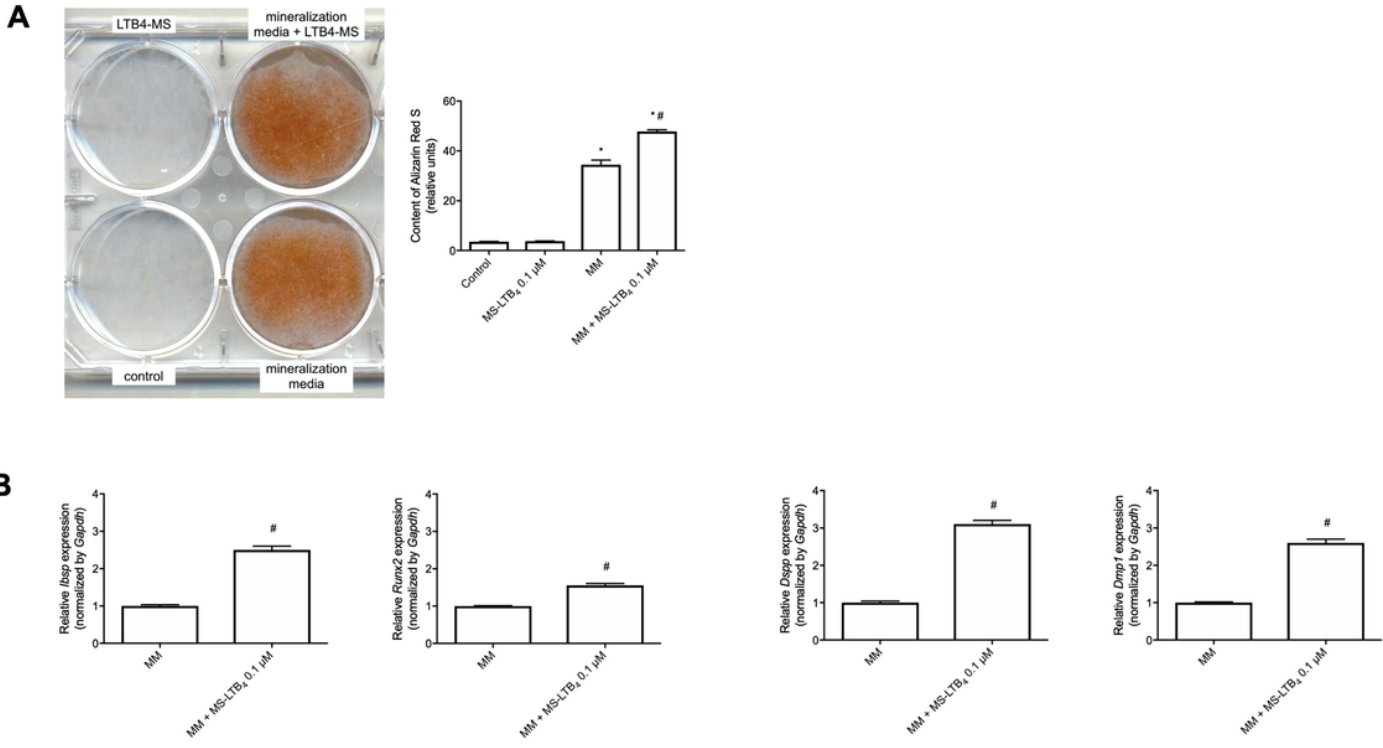 A
LTB4-MS
mineralization
media + LTB4-MS
control
mineralization
media
Content of Alizarin Red S
(relative units)
60
40
20
0
*
* #
Control
MS-LTB₄ 0.1 µM
MM
MM + MS-LTB₄ 0.1 µM
B
Relative Ibsp expression
(normalized by Gapdh)
4
3
2
1
0
#
MM
MM + MS-LTB₄ 0.1 µM
Relative Runx2 expression
(normalized by Gapdh)
4
3
2
1
0
#
MM
MM + MS-LTB₄ 0.1 µM
Relative Dspp expression
(normalized by Gapdh)
4
3
2
1
0
#
MM
MM + MS-LTB₄ 0.1 µM
Relative Dmp1 expression
(normalized by Gapdh)
4
3
2
1
0
#
MM
MM + MS-LTB₄ 0.1 µM